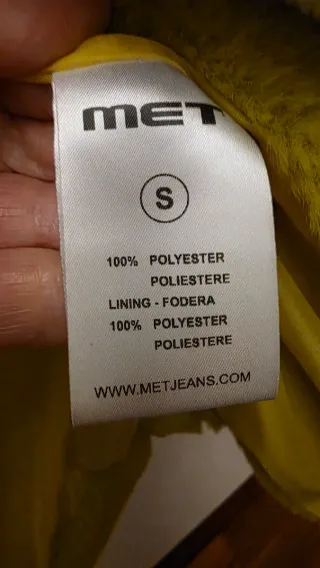 MET
S
100% POLYESTER
POLIESTERE
LINING - FODERA
100% POLYESTER
POLIESTERE
WWW.METJEANS.COM